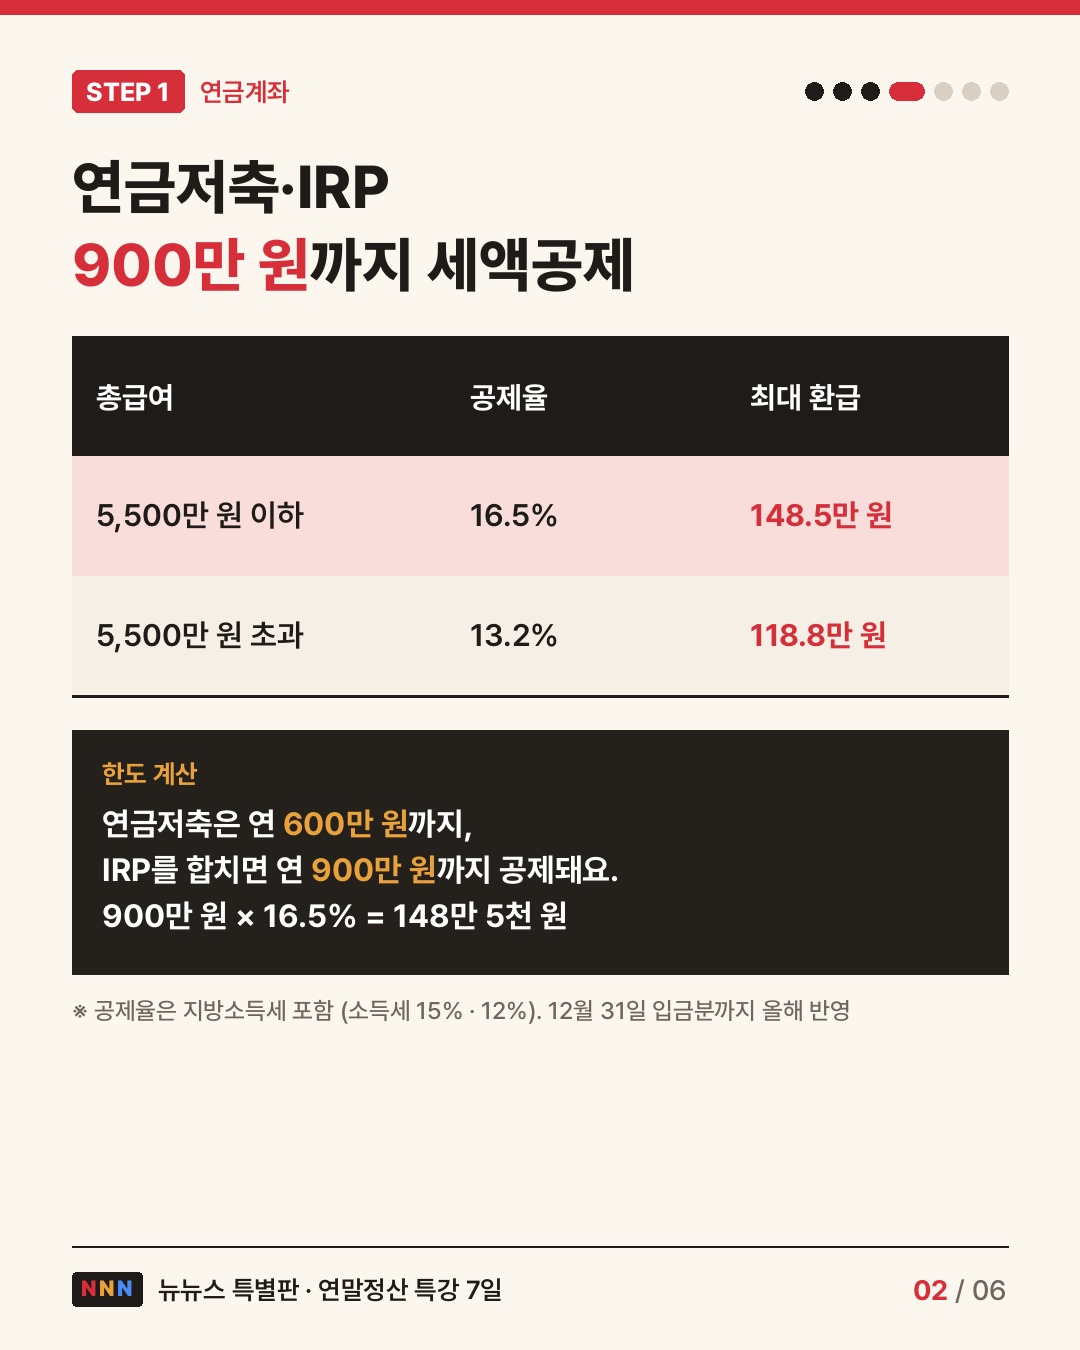 STEP 1 연금계좌
연금저축·IRP
900만 원까지 세액공제
총급여 공제율 최대 환급
5,500만 원 이하 16.5% 148.5만 원
5,500만 원 초과 13.2% 118.8만 원
한도 계산
연금저축은 연 600만 원까지,
IRP를 합치면 연 900만 원까지 공제돼요.
900만 원 × 16.5% = 148만 5천 원
※ 공제율은 지방소득세 포함 (소득세 15% · 12%). 12월 31일 입금분까지 올해 반영
NNN 뉴뉴스 특별판 · 연말정산 특강 7일 02 / 06